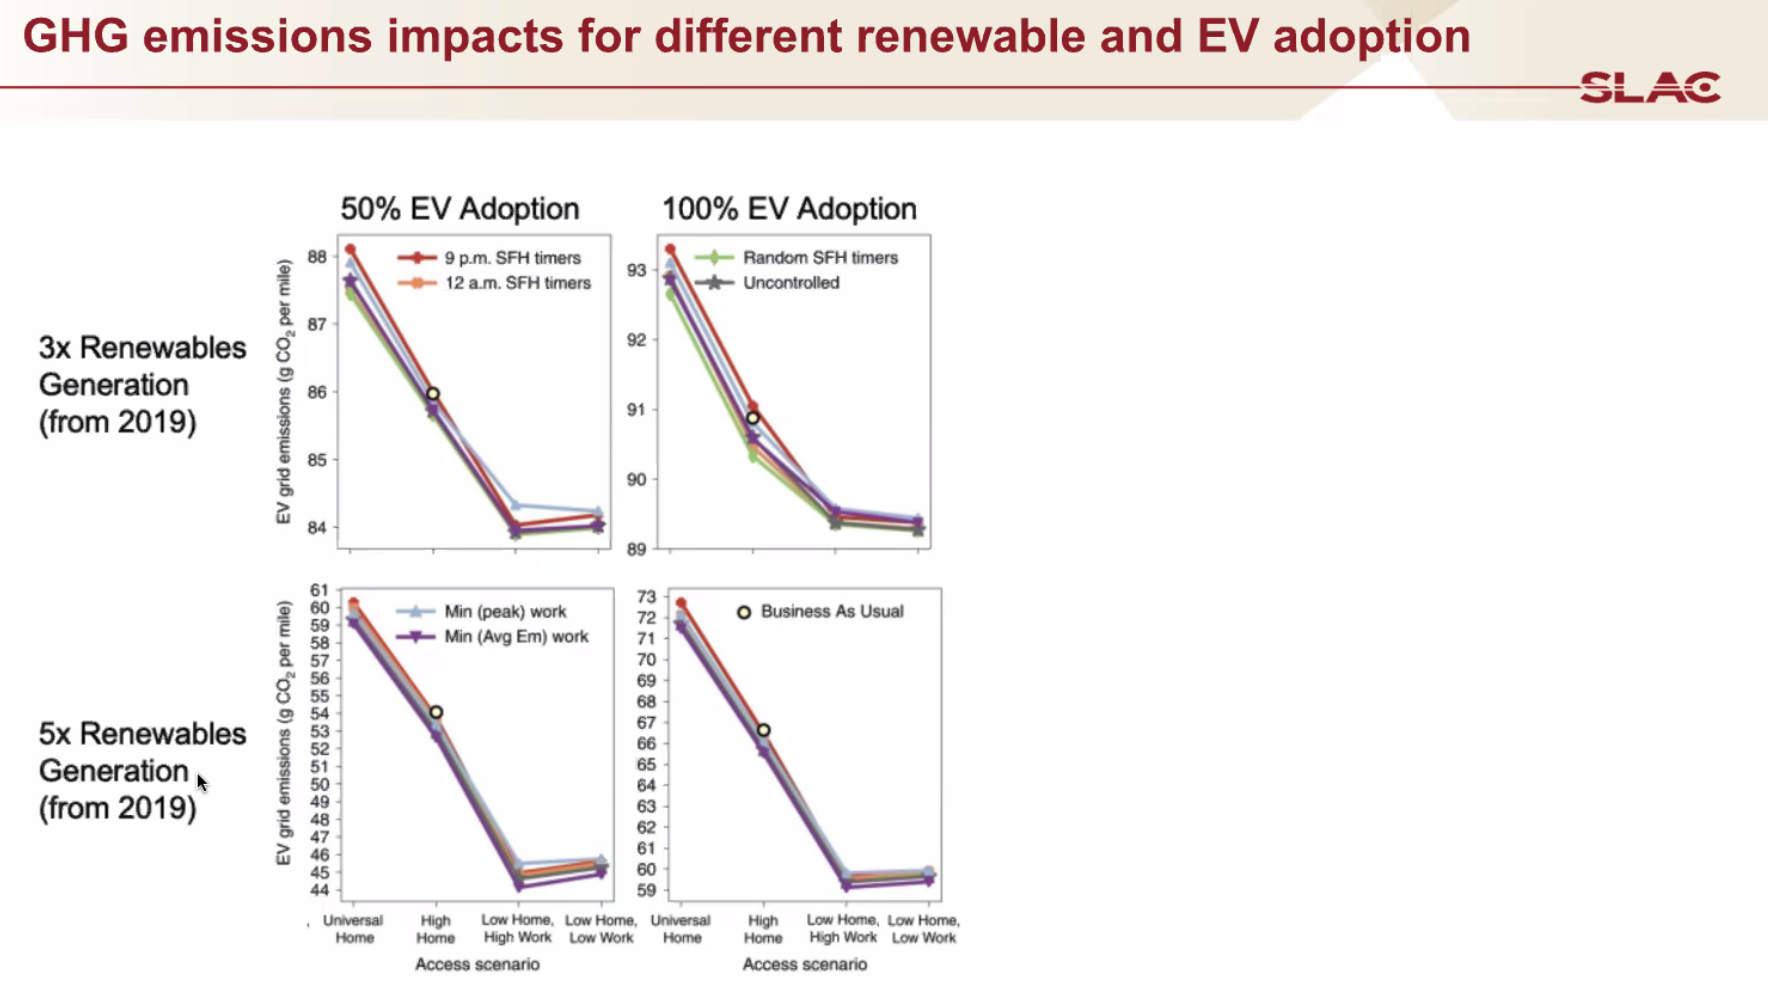 GHG emissions impacts for different renewable and EV adoption
SLAC
50% EV Adoption
100% EV Adoption
3x Renewables
Generation
(from 2019)
EV grid emissions (g CO₂ per mile)
88
87
86
85
84
9 p.m. SFH timers
12 a.m. SFH timers
93
92
91
90
89
Random SFH timers
Uncontrolled
5x Renewables
Generation
(from 2019)
EV grid emissions (g CO₂ per mile)
61
60
59
58
57
56
55
54
53
52
51
50
49
48
47
46
45
44
Min (peak) work
Min (Avg Em) work
73
72
71
70
69
68
67
66
65
64
63
62
61
60
59
Business As Usual
Universal Home
High Home
Low Home, High Work
Low Home, Low Work
Universal Home
High Home
Low Home, High Work
Low Home, Low Work
Access scenario
Access scenario